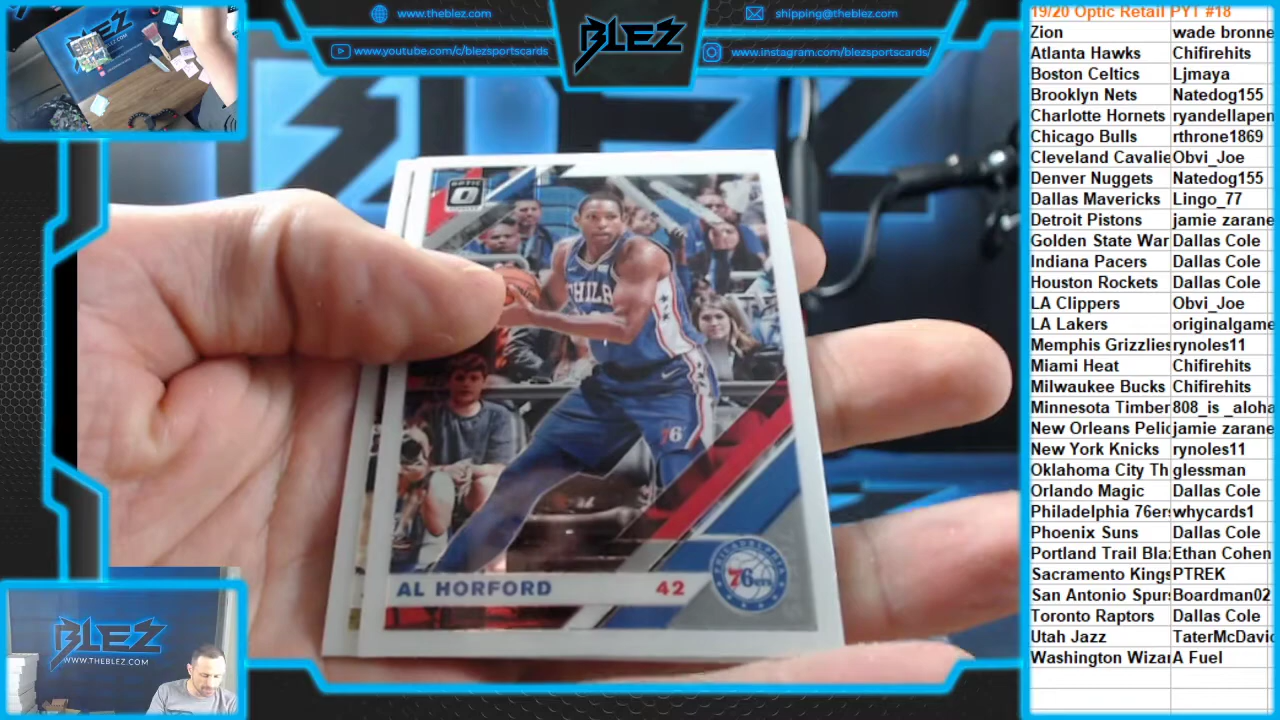 www.theblez.com
shipping@theblez.com
www.youtube.com/c/blezsportscards
www.instagram.com/blezsportscards/
BLEZ
19/20 Optic Retail PYT #18
Zion wade bronne
Atlanta Hawks Chifirehits
Boston Celtics Ljmaya
Brooklyn Nets Natedog155
Charlotte Hornets ryandellapen
Chicago Bulls rthrone1869
Cleveland Cavalie Obvi_Joe
Denver Nuggets Natedog155
Dallas Mavericks Lingo_77
Detroit Pistons jamie zarane
Golden State War Dallas Cole
Indiana Pacers Dallas Cole
Houston Rockets Dallas Cole
LA Clippers Obvi_Joe
LA Lakers originalgame
Memphis Grizzlies rynoles11
Miami Heat Chifirehits
Milwaukee Bucks Chifirehits
Minnesota Timber 808_is _aloha
New Orleans Pelic jamie zarane
New York Knicks rynoles11
Oklahoma City Th glessman
Orlando Magic Dallas Cole
Philadelphia 76ers whycards1
Phoenix Suns Dallas Cole
Portland Trail Bla Ethan Cohen
Sacramento Kings PTREK
San Antonio Spur Boardman02
Toronto Raptors Dallas Cole
Utah Jazz TaterMcDavi
Washington Wizar A Fuel
OPTIC
PHILA
76
AL HORFORD 42
PHILADELPHIA
76ers
BLEZ
WWW.THEBLEZ.COM